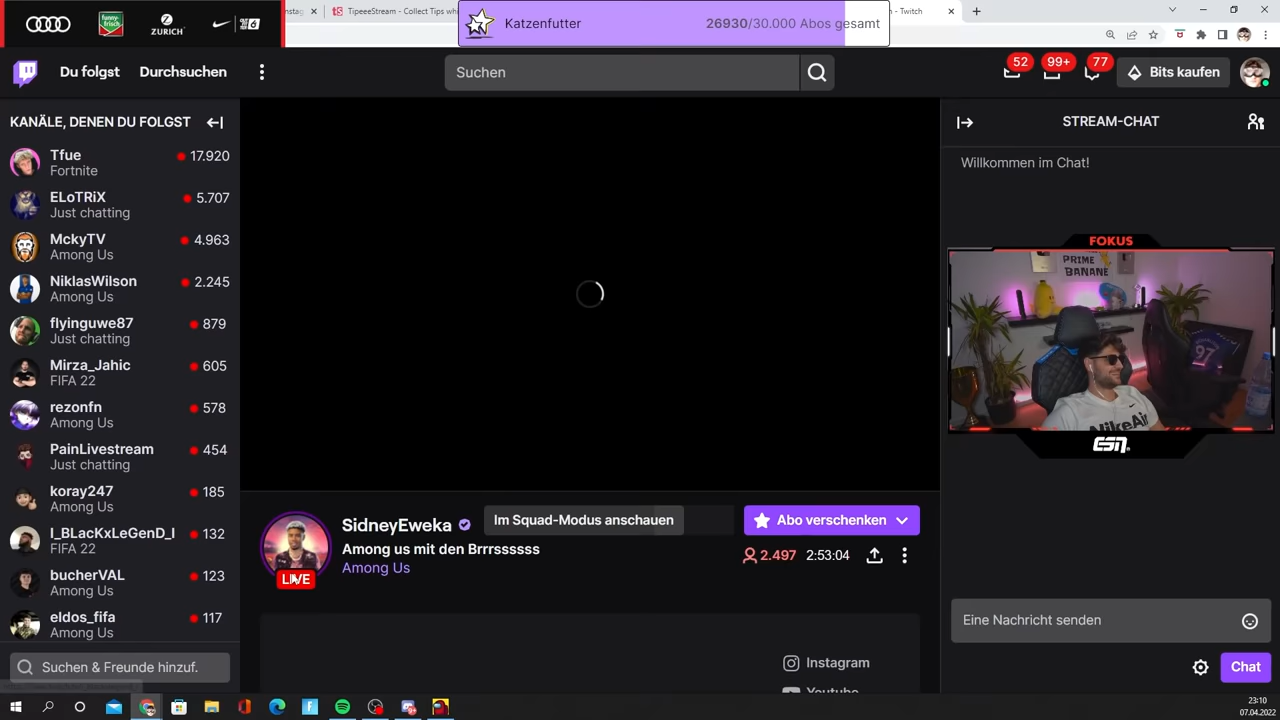 funny-frisch
ZURICH
nstag
TipeeeStream - Collect Tips wh
n - Twitch
Katzenfutter
26930/30.000 Abos gesamt
Du folgst
Durchsuchen
Suchen
52
99+
77
Bits kaufen
KANÄLE, DENEN DU FOLGST
Tfue
17.920
Fortnite
ELoTRiX
5.707
Just chatting
MckyTV
4.963
Among Us
NiklasWilson
2.245
Among Us
flyinguwe87
879
Just chatting
Mirza_Jahic
605
FIFA 22
rezonfn
578
Among Us
PainLivestream
454
Just chatting
koray247
185
Among Us
I_BLacKxLeGenD_I
132
FIFA 22
bucherVAL
123
Among Us
eldos_fifa
117
Among Us
Suchen & Freunde hinzuf.
SidneyEweka
Im Squad-Modus anschauen
Abo verschenken
Among us mit den Brrrssssss
2.497
2:53:04
Among Us
LIVE
Instagram
Youtube
STREAM-CHAT
Willkommen im Chat!
FOKUS
PRIME
BANANE
97
NikeAir
Eine Nachricht senden
Chat
23:10
07.04.2022